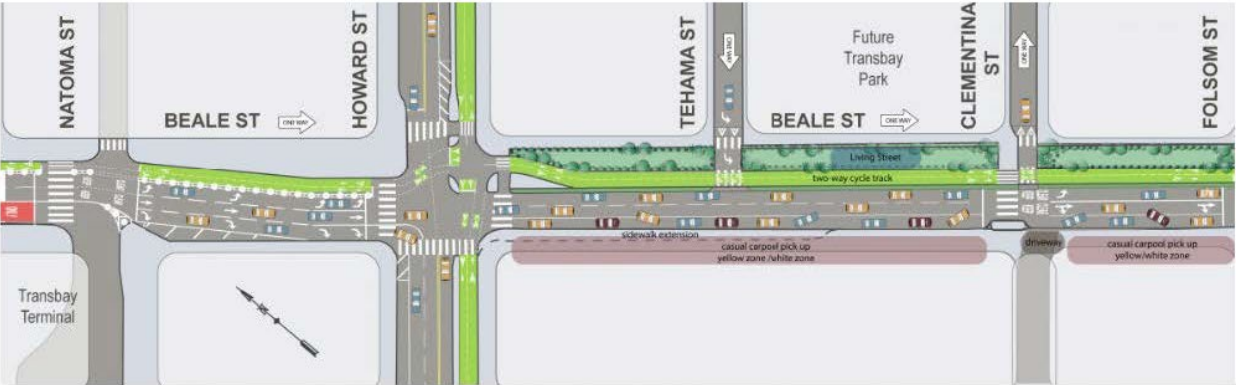 NATOMA ST
BEALE ST
ONE WAY
HOWARD ST
TEHAMA ST
ONE WAY
Future
Transbay
Park
BEALE ST
ONE WAY
CLEMENTINA
ST
ONE WAY
FOLSOM ST
Living Street
two-way cycle track
sidewalk extension
casual carpool pick up
yellow zone /white zone
driveway
casual carpool pick up
yellow/white zone
Transbay
Terminal